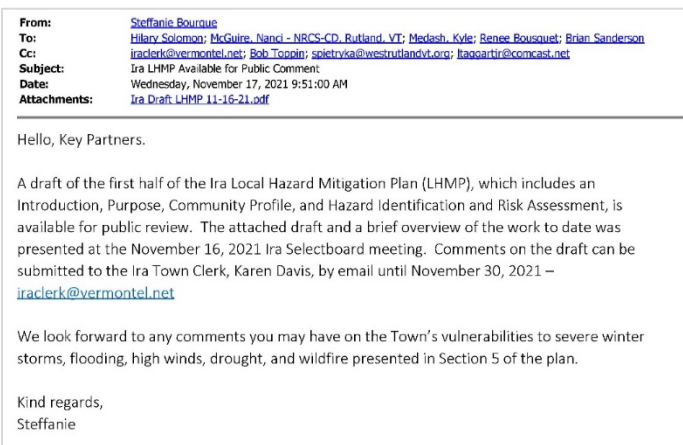 From: Steffanie Bourque
To: Hilary Solomon; McGuire, Nanci - NRCS-CD, Rutland, VT; Medash, Kyle; Renee Bousquet; Brian Sanderson
Cc: iraclerk@vermontel.net; Bob Toppin; spietryka@westrutlandvt.org; ltaggartjr@comcast.net
Subject: Ira LHMP Available for Public Comment
Date: Wednesday, November 17, 2021 9:51:00 AM
Attachments: Ira Draft LHMP 11-16-21.pdf
Hello, Key Partners.
A draft of the first half of the Ira Local Hazard Mitigation Plan (LHMP), which includes an
Introduction, Purpose, Community Profile, and Hazard Identification and Risk Assessment, is
available for public review.  The attached draft and a brief overview of the work to date was
presented at the November 16, 2021 Ira Selectboard meeting.  Comments on the draft can be
submitted to the Ira Town Clerk, Karen Davis, by email until November 30, 2021 –
iraclerk@vermontel.net
We look forward to any comments you may have on the Town's vulnerabilities to severe winter
storms, flooding, high winds, drought, and wildfire presented in Section 5 of the plan.
Kind regards,
Steffanie